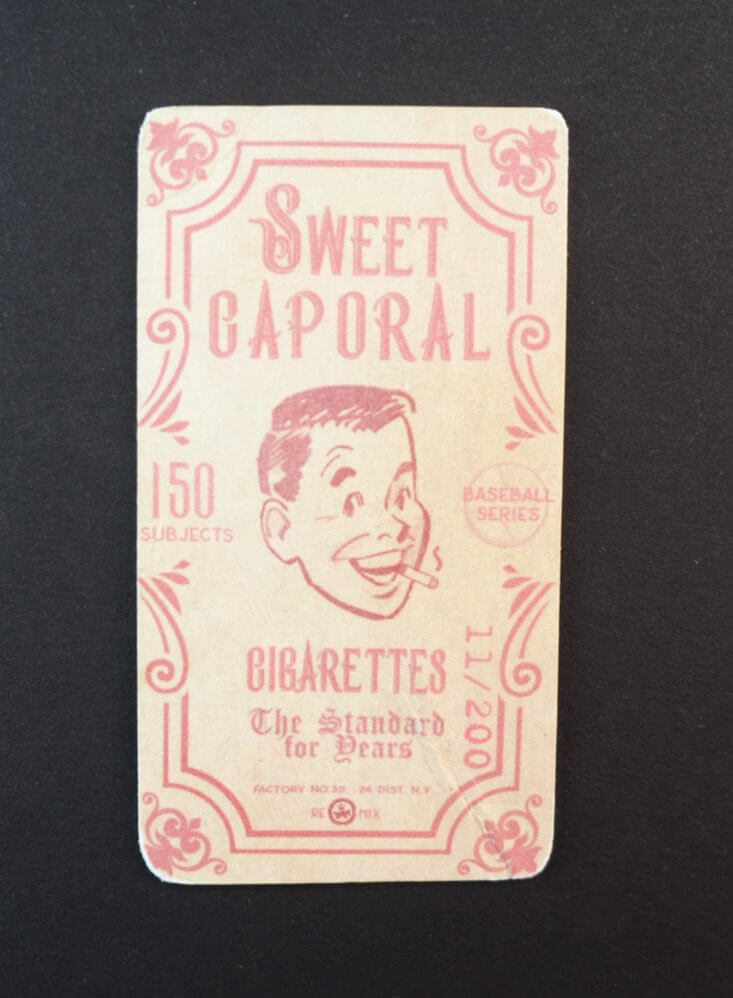 SWEET
CAPORAL
150
SUBJECTS
BASEBALL
SERIES
CIGARETTES
The Standard
for Years
11/200
FACTORY NO 30, 24 DIST. N.Y
RE MIX